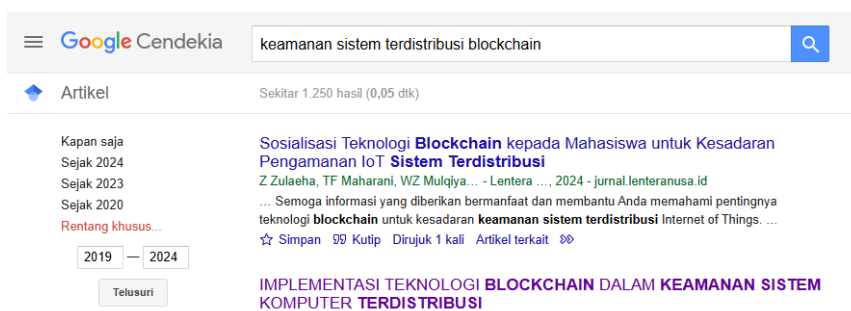 Google Cendekia
keamanan sistem terdistribusi blockchain
Artikel
Sekitar 1.250 hasil (0,05 dtk)
Kapan saja
Sejak 2024
Sejak 2023
Sejak 2020
Rentang khusus...
2019 — 2024
Telusuri
Sosialisasi Teknologi Blockchain kepada Mahasiswa untuk Kesadaran
Pengamanan IoT Sistem Terdistribusi
Z Zulaeha, TF Maharani, WZ Mulqiya... - Lentera ..., 2024 - jurnal.lenteranusa.id
... Semoga informasi yang diberikan bermanfaat dan membantu Anda memahami pentingnya
teknologi blockchain untuk kesadaran keamanan sistem terdistribusi Internet of Things. ...
Simpan Kutip Dirujuk 1 kali Artikel terkait
IMPLEMENTASI TEKNOLOGI BLOCKCHAIN DALAM KEAMANAN SISTEM
KOMPUTER TERDISTRIBUSI